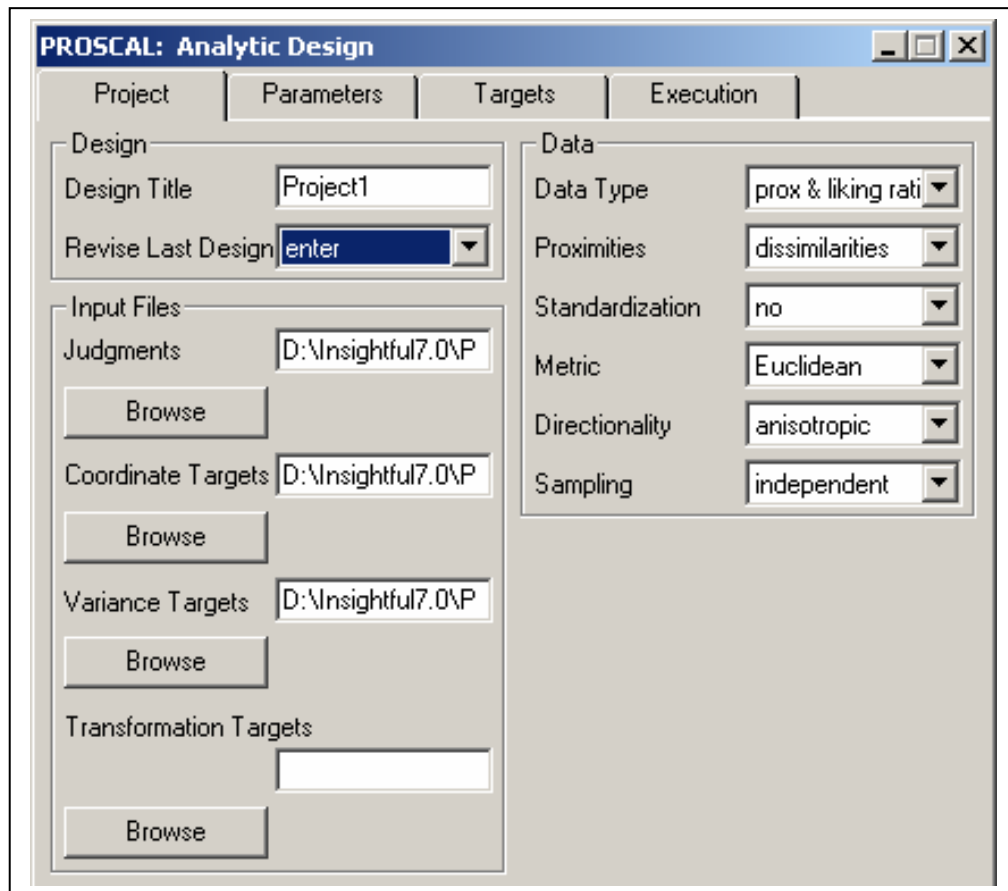 PROSCAL: Analytic Design
Project Parameters Targets Execution
Design
Design Title Project1
Revise Last Design enter
Input Files
Judgments D:\Insightful7.0\P
Browse
Coordinate Targets D:\Insightful7.0\P
Browse
Variance Targets D:\Insightful7.0\P
Browse
Transformation Targets
Browse
Data
Data Type prox & liking rati
Proximities dissimilarities
Standardization no
Metric Euclidean
Directionality anisotropic
Sampling independent